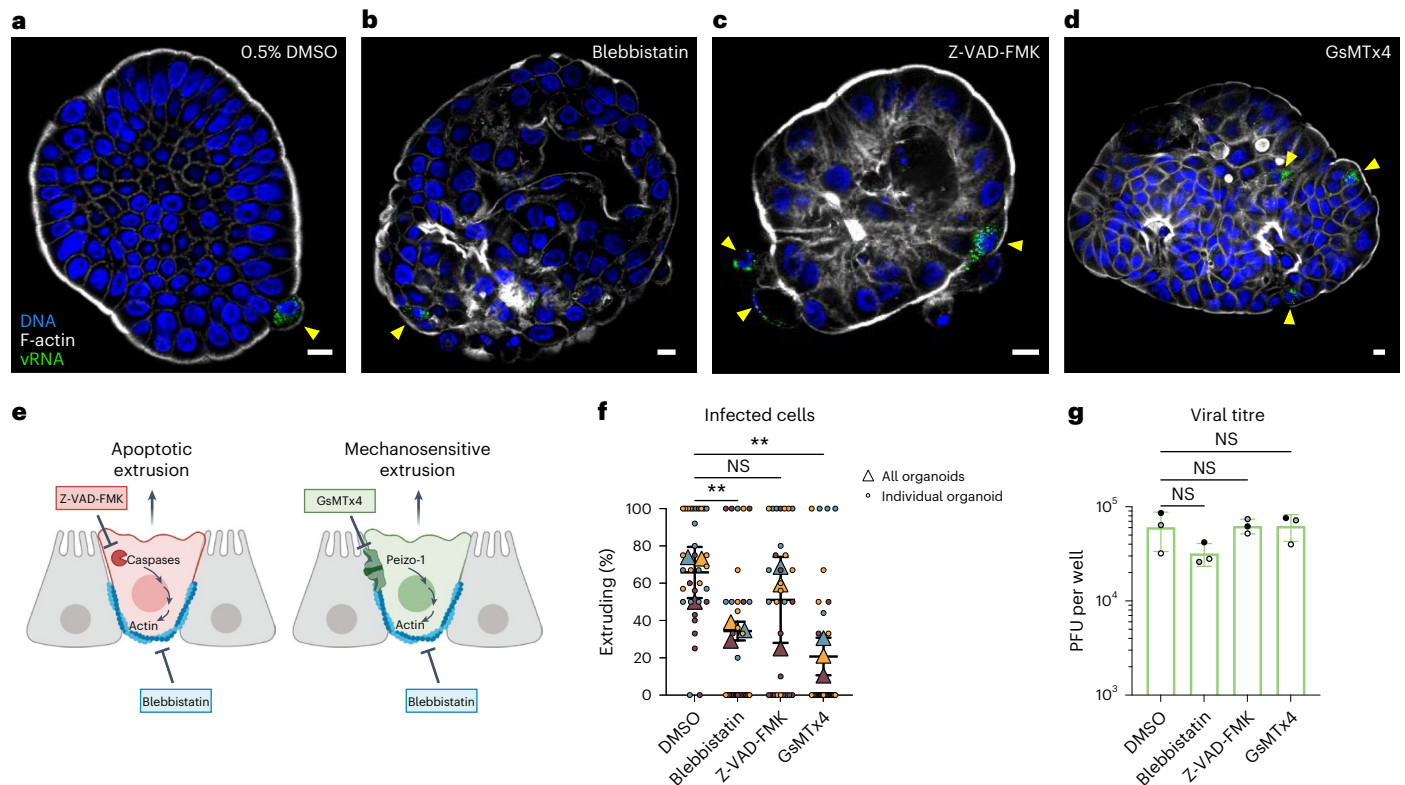 a
0.5% DMSO
DNA
F-actin
vRNA
b
Blebbistatin
c
Z-VAD-FMK
d
GsMTx4
e
Apoptotic
extrusion
Z-VAD-FMK
Caspases
Actin
Blebbistatin
Mechanosensitive
extrusion
GsMTx4
Peizo-1
Actin
Blebbistatin
f
Infected cells
**
NS
**
All organoids
Individual organoid
Extruding (%)
100
80
60
40
20
0
DMSO
Blebbistatin
Z-VAD-FMK
GsMTx4
g
Viral titre
NS
NS
NS
PFU per well
10⁵
10⁴
10³
DMSO
Blebbistatin
Z-VAD-FMK
GsMTx4